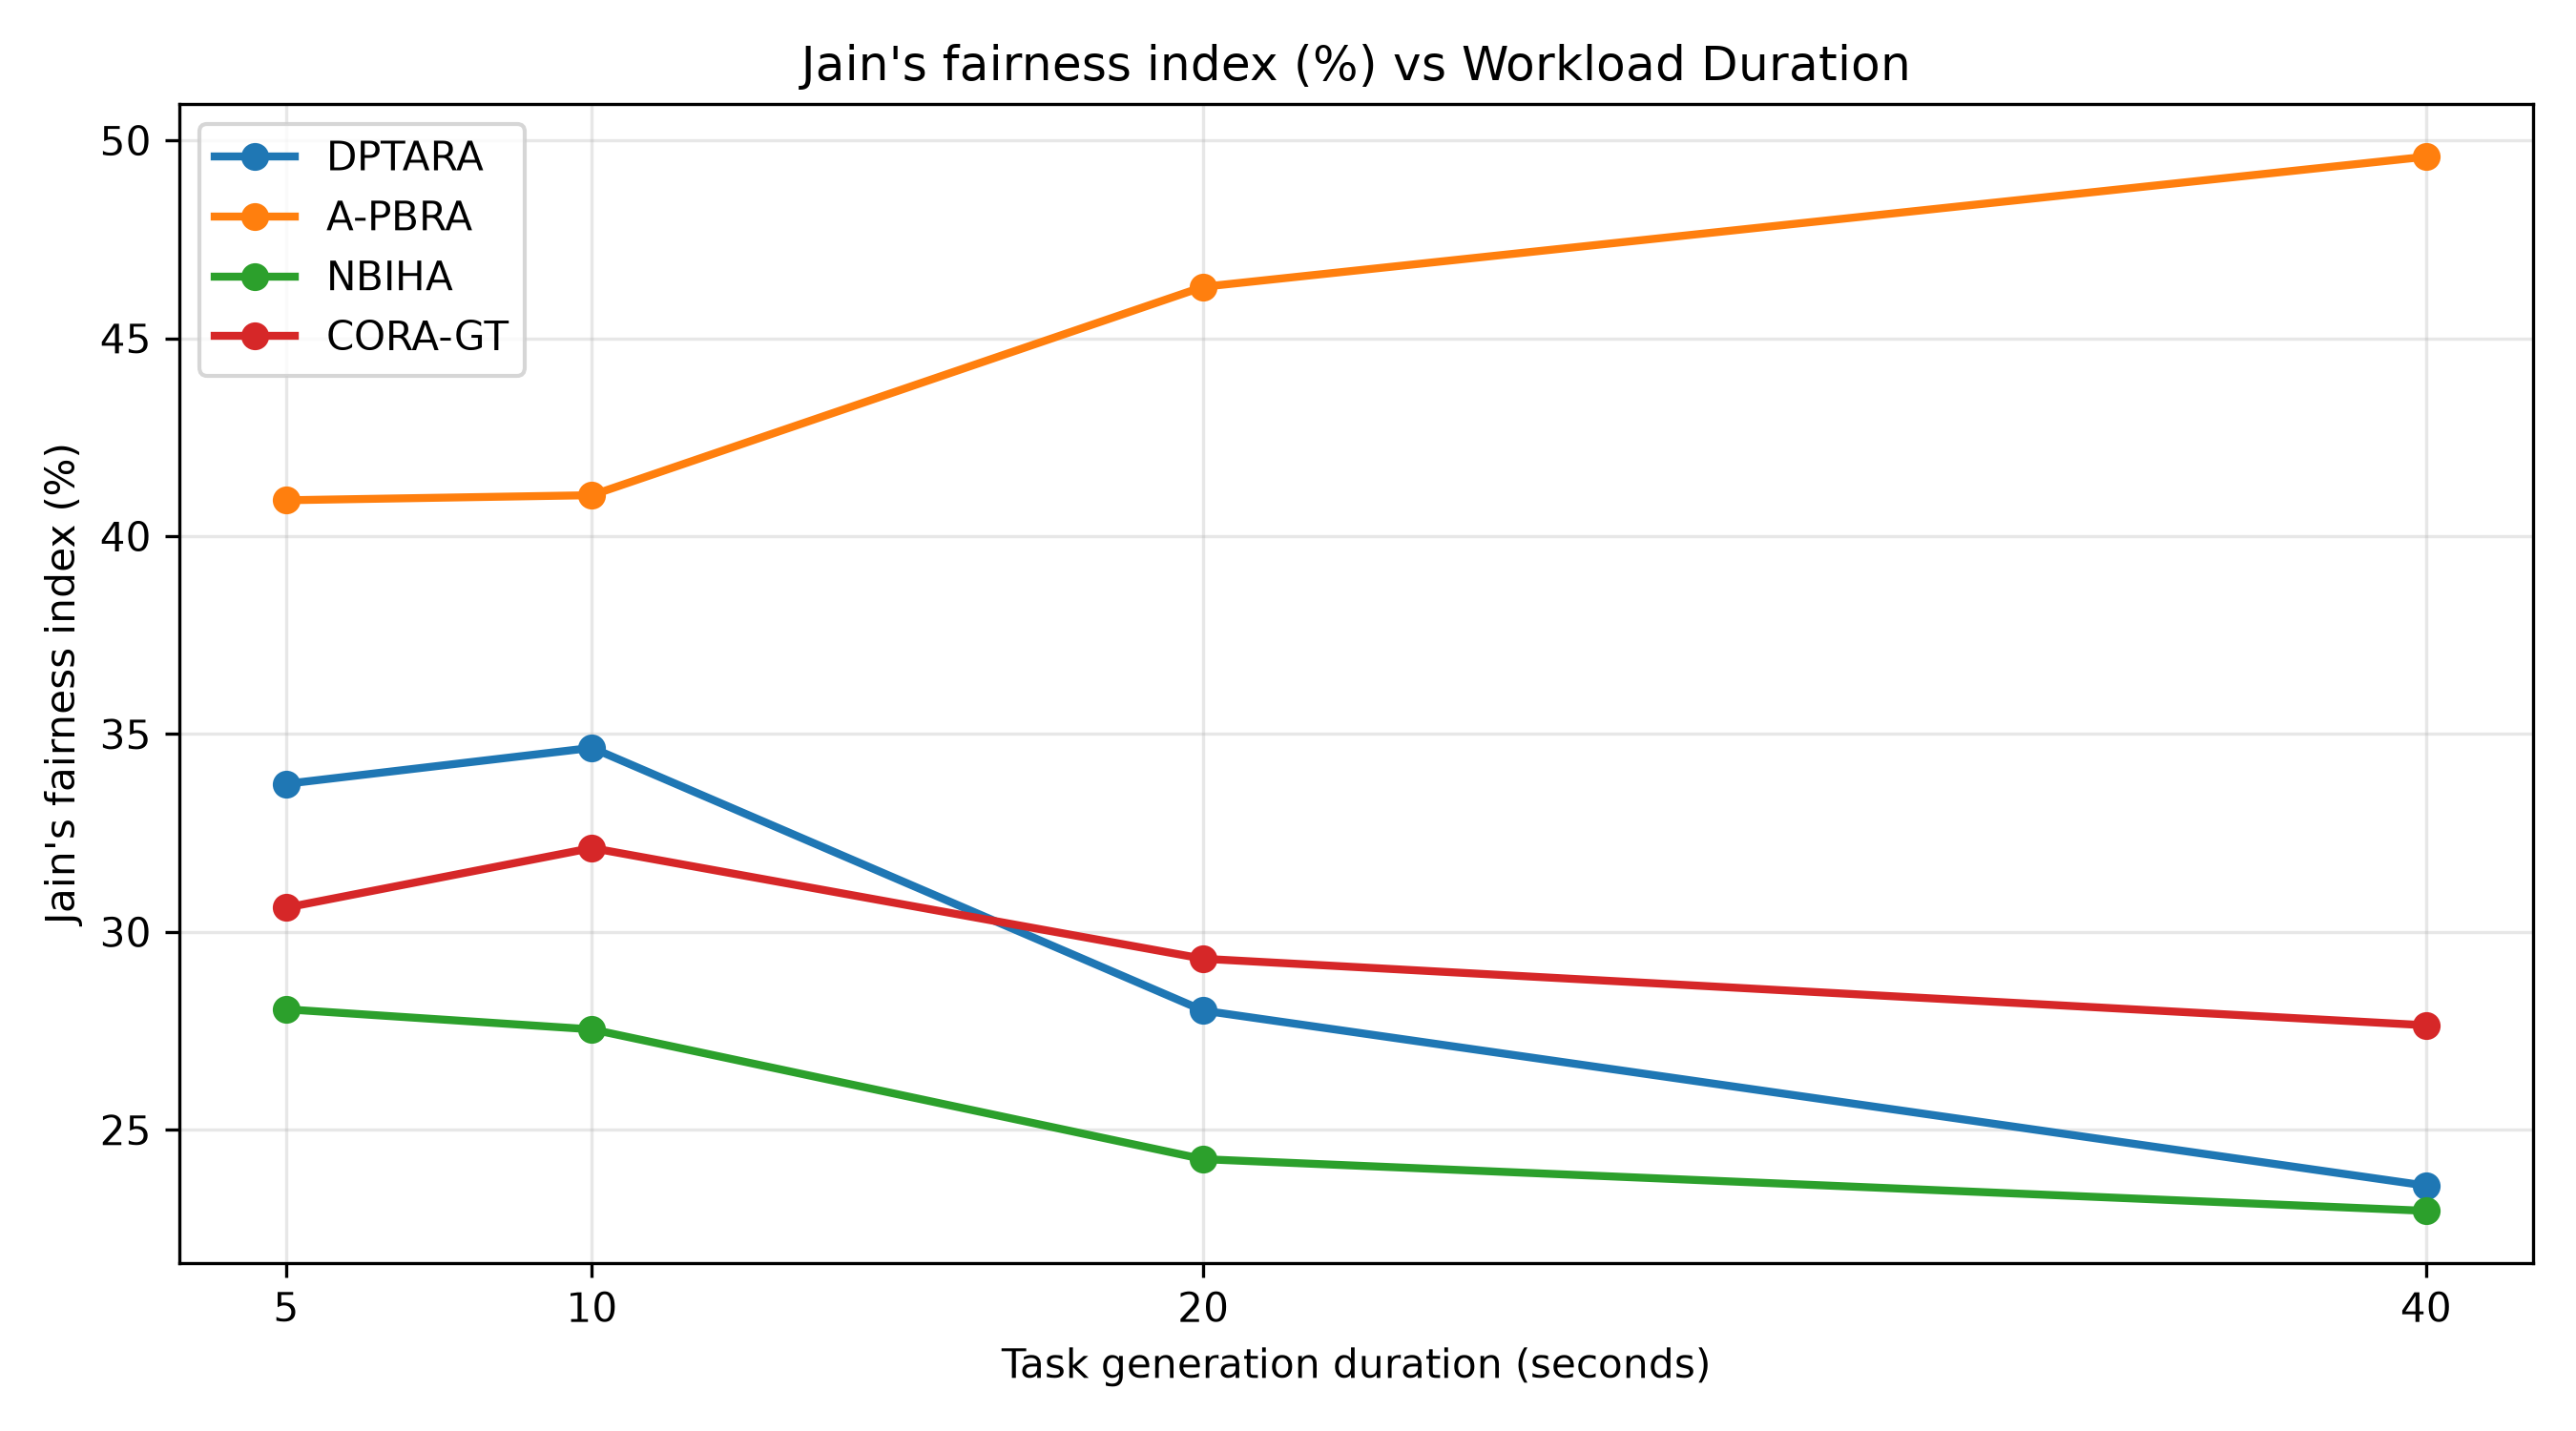 Jain's fairness index (%) vs Workload Duration
DPTARA
A-PBRA
NBIHA
CORA-GT
Jain's fairness index (%)
50
45
40
35
30
25
5
10
20
40
Task generation duration (seconds)